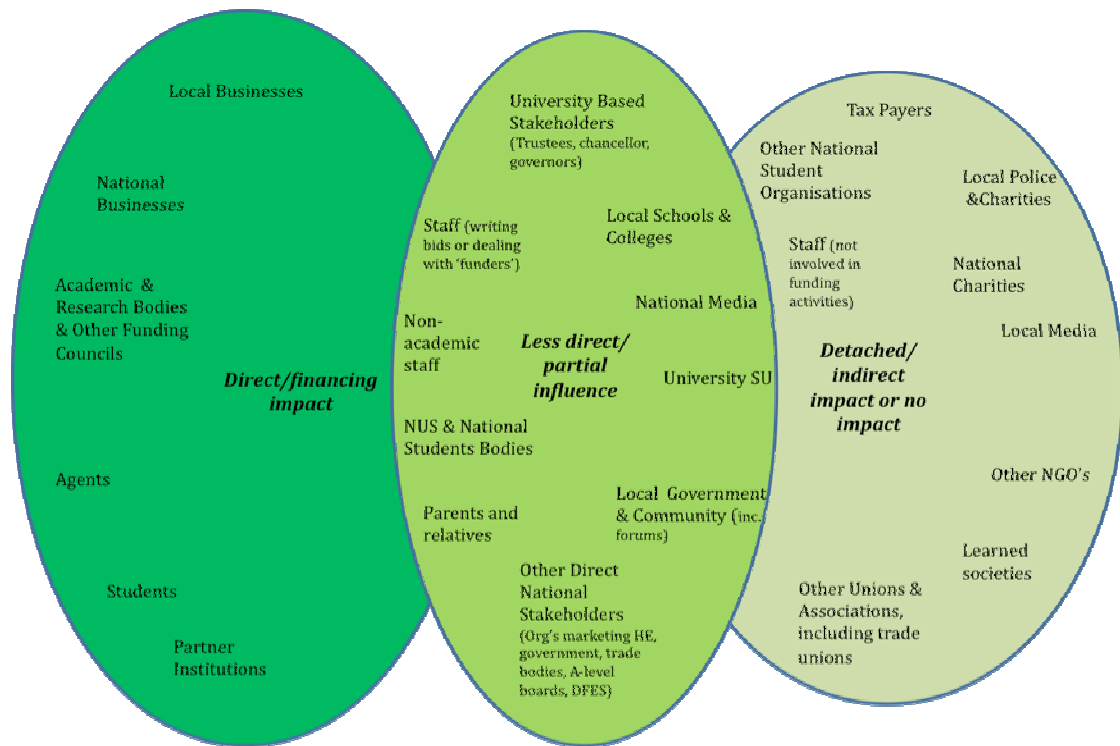 Local Businesses
National
Businesses
Academic &
Research Bodies
& Other Funding
Councils
Direct/financing
impact
Agents
Students
Partner
Institutions
University Based
Stakeholders
(Trustees, chancellor,
governors)
Staff (writing
bids or dealing
with ‘funders’)
Local Schools &
Colleges
National Media
Non-
academic
staff
Less direct/
partial
influence
University SU
NUS & National
Students Bodies
Parents and
relatives
Local Government
& Community (inc.
forums)
Other Direct
National
Stakeholders
(Org’s marketing HE,
government, trade
bodies, A-level
boards, DFES)
Tax Payers
Other National
Student
Organisations
Local Police
&Charities
Staff (not
involved in
funding
activities)
National
Charities
Local Media
Detached/
indirect
impact or no
impact
Other NGO’s
Learned
societies
Other Unions &
Associations,
including trade
unions